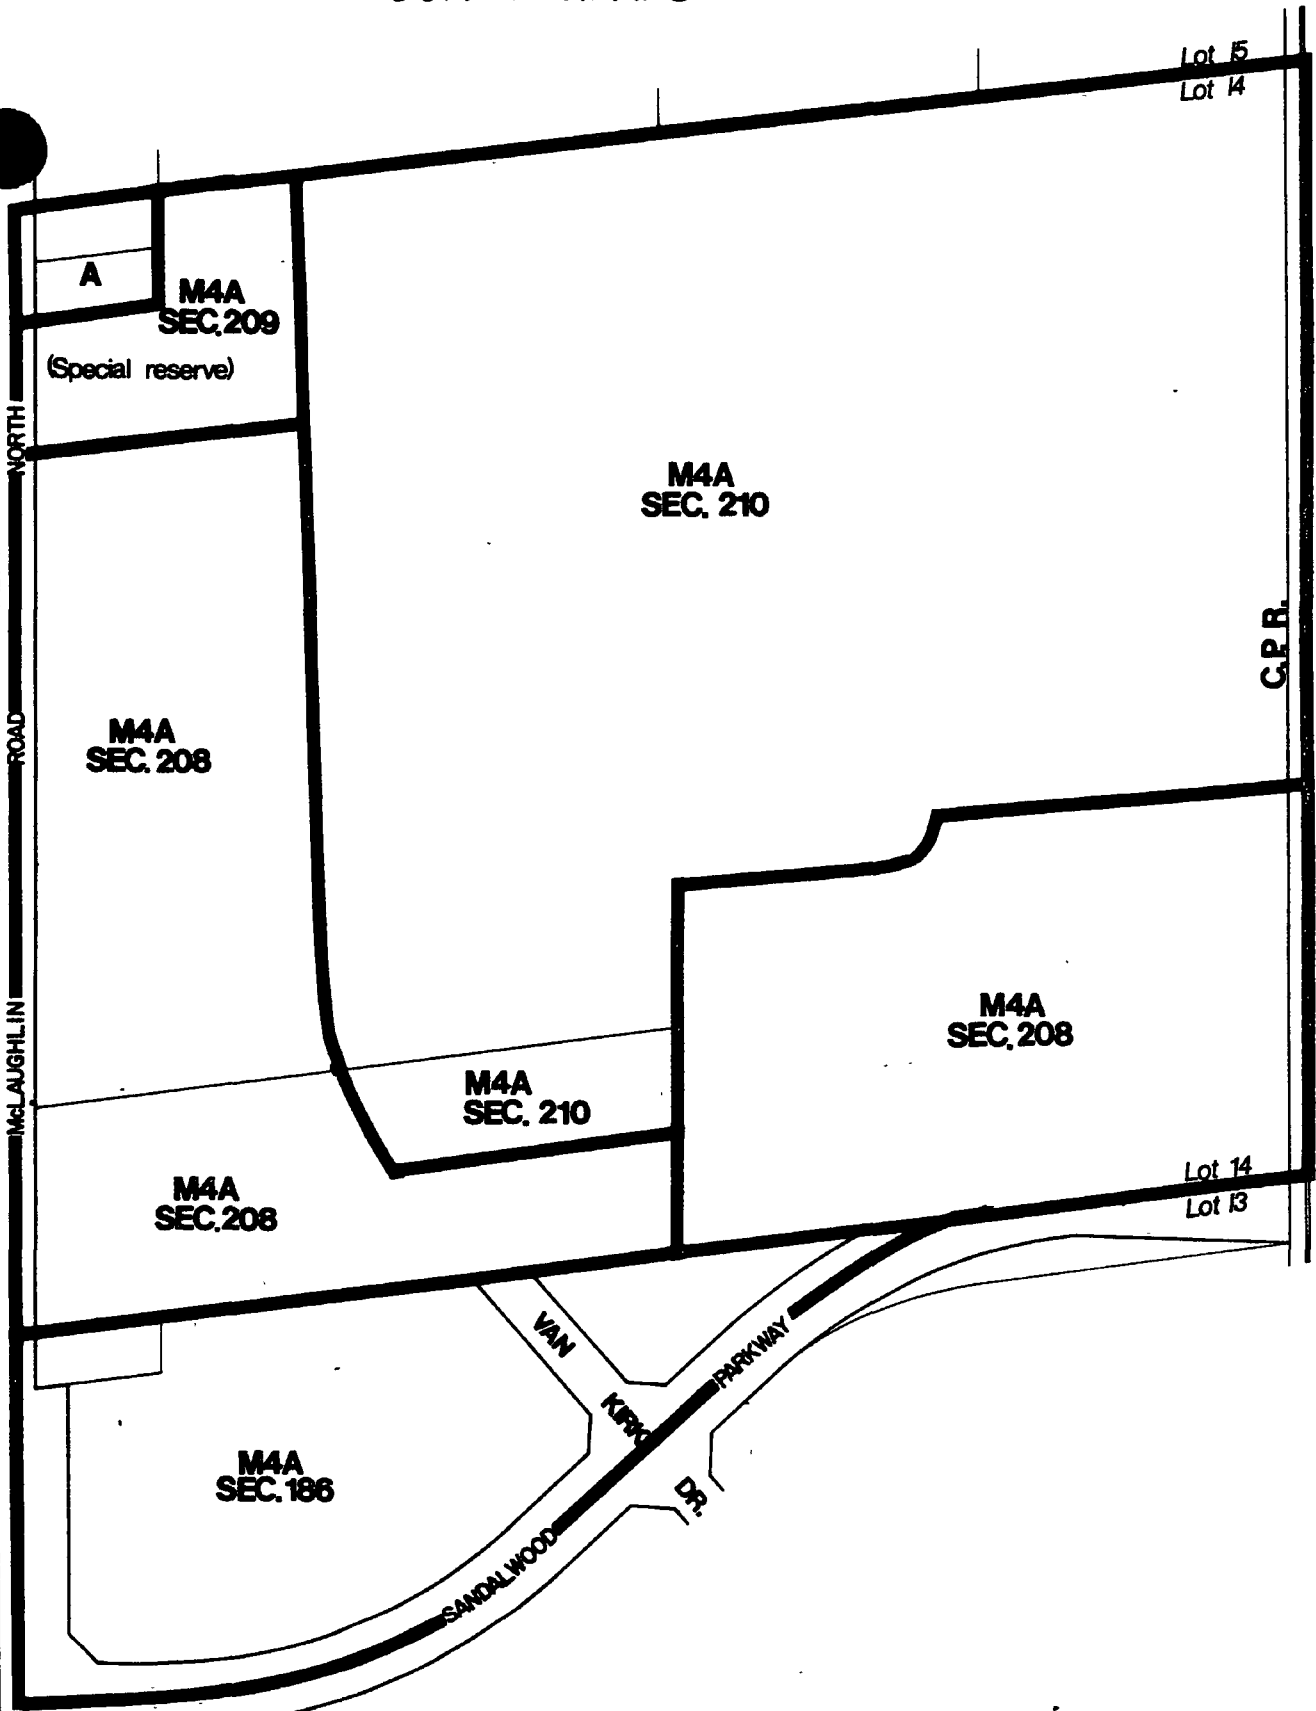 Lot 15
Lot 14
A
M4A
SEC. 209
(Special reserve)
M4A
SEC. 210
C.P.R.
M4A
SEC. 208
McLAUGHLIN ROAD NORTH
M4A
SEC. 208
M4A
SEC. 210
M4A
SEC. 208
Lot 14
Lot 13
VAN KIRK DR.
SANDALWOOD PARKWAY
M4A
SEC. 186